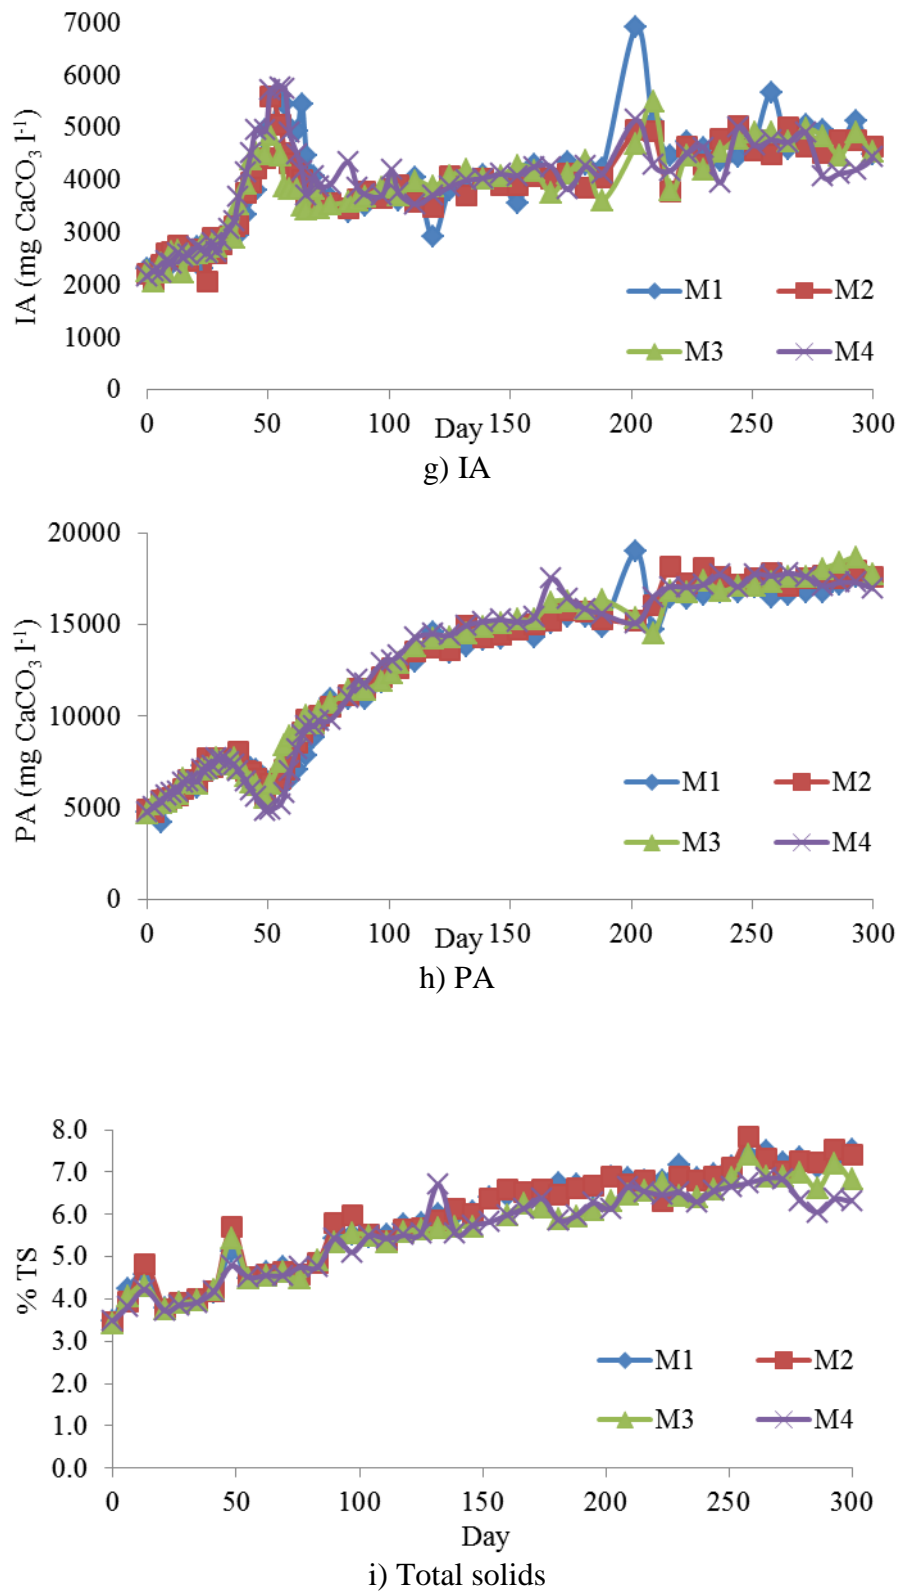 7000
6000
5000
4000
3000
2000
1000
0
IA (mg CaCO3 l-1)
M1 M2
M3 M4
0 50 100 150 200 250 300
Day
g) IA
20000
15000
10000
5000
0
PA (mg CaCO3 l-1)
M1 M2
M3 M4
0 50 100 150 200 250 300
Day
h) PA
8.0
7.0
6.0
5.0
4.0
3.0
2.0
1.0
0.0
% TS
M1 M2
M3 M4
0 50 100 150 200 250 300
Day
i) Total solids